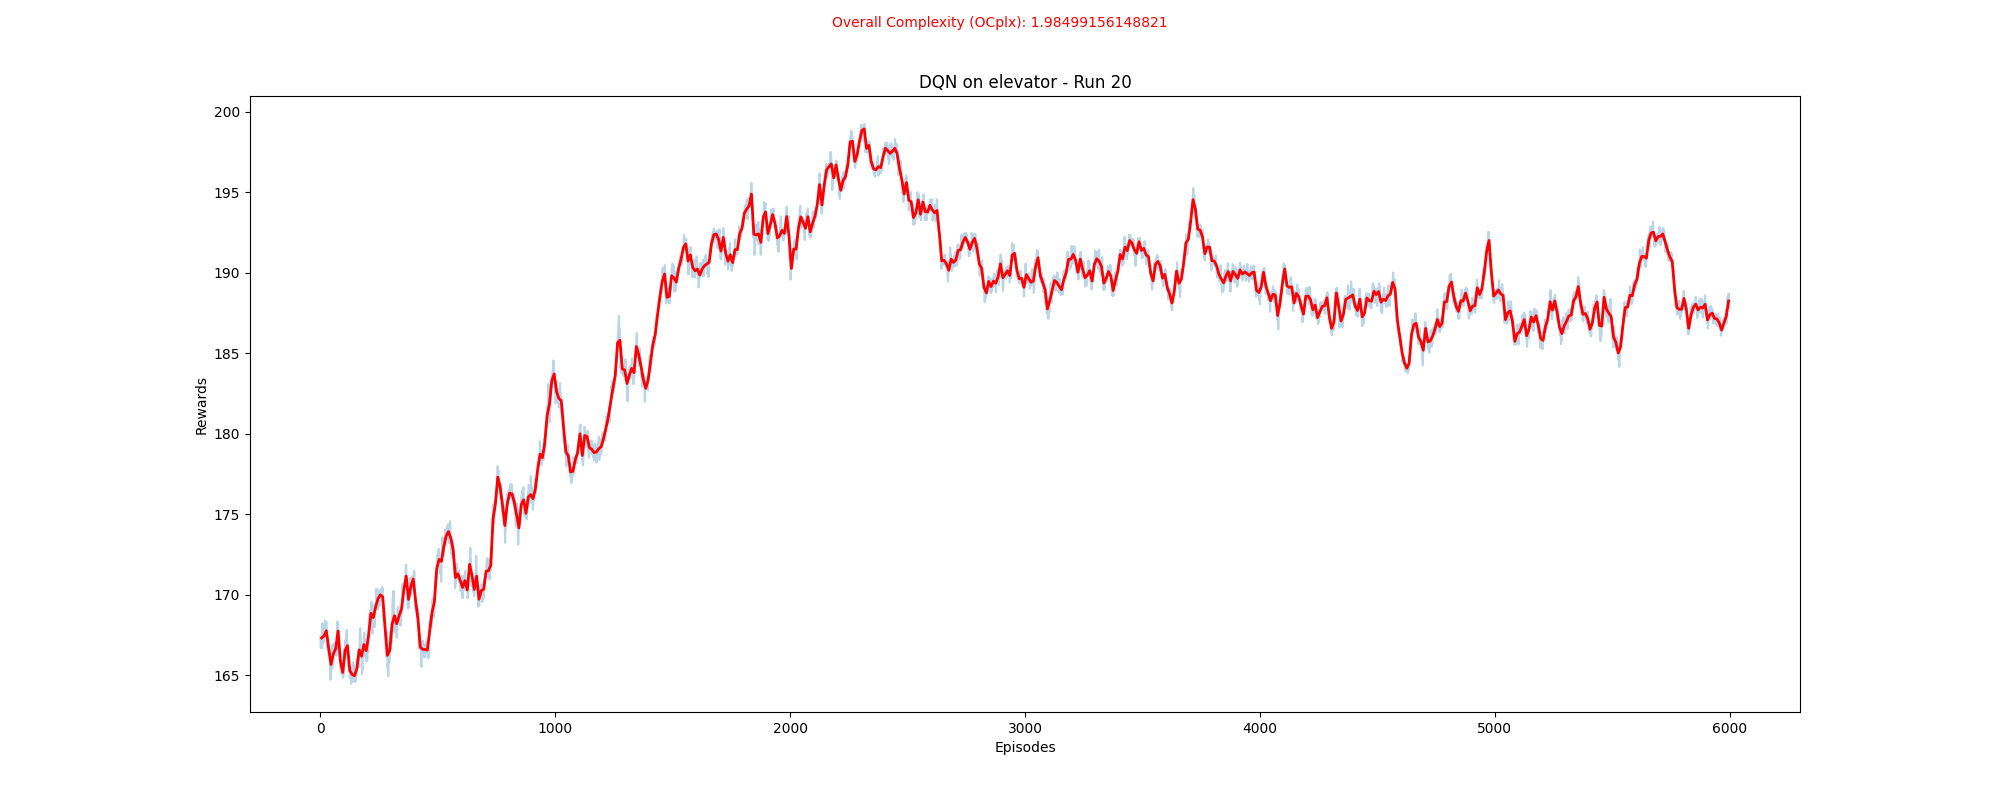 Overall Complexity (OCplx): 1.98499156148821
DQN on elevator - Run 20
200
195
190
185
180
175
170
165
Rewards
0 1000 2000 3000 4000 5000 6000
Episodes